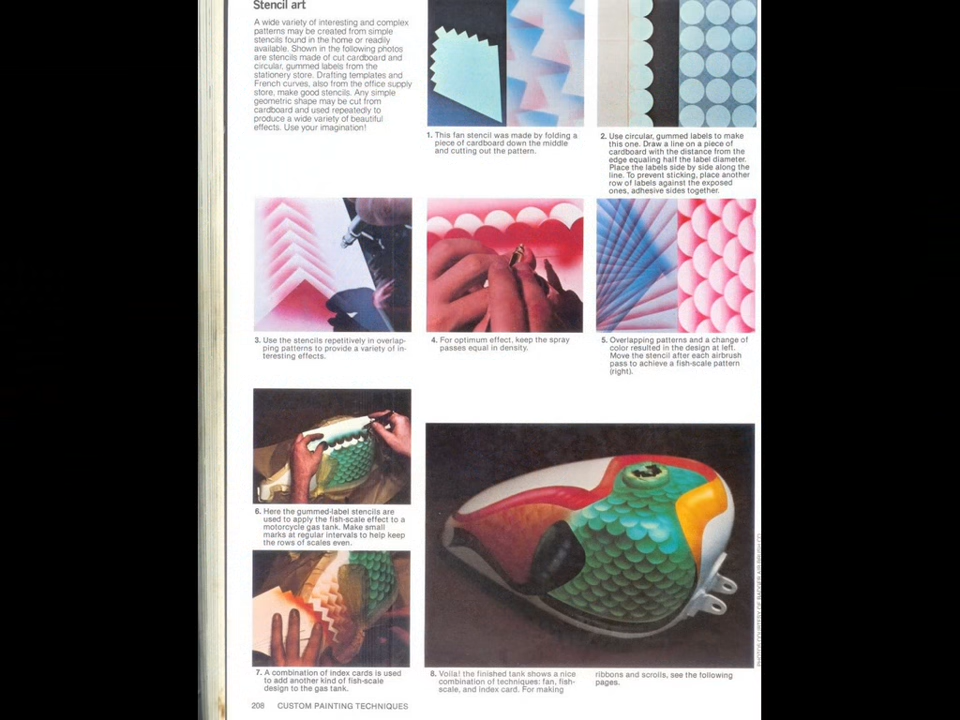 Stencil art
A wide variety of interesting and complex
patterns may be created from simple
stencils found in the home or readily
available. Shown in the following photos
are stencils made of cut cardboard and
circular, gummed labels from the
stationery store. Drafting templates and
French curves, also from the office supply
store, make good stencils. Any simple
geometric shape may be cut from
cardboard and used repeatedly to
produce a wide variety of beautiful
effects. Use your imagination!
1. This fan stencil was made by folding a
piece of cardboard down the middle
and cutting out the pattern.
2. Use circular, gummed labels to make
this one. Draw a line on a piece of
cardboard with the distance from the
edge equaling half the label diameter.
Place the labels side by side along the
line. To prevent sticking, place another
row of labels against the exposed
ones, adhesive sides together.
3. Use the stencils repetitively in overlap-
ping patterns to provide a variety of in-
teresting effects.
4. For optimum effect, keep the spray
passes equal in density.
5. Overlapping patterns and a change of
color resulted in the design at left.
Move the stencil after each airbrush
pass to achieve a fish-scale pattern
(right).
6. Here the gummed-label stencils are
used to apply the fish-scale effect to a
motorcycle gas tank. Make small
marks at regular intervals to help keep
the rows of scales even.
7. A combination of index cards is used
to add another kind of fish-scale
design to the gas tank.
8. Voila! the finished tank shows a nice
combination of techniques: fan, fish-
scale, and index card. For making
ribbons and scrolls, see the following
pages.
PHOTOS COURTESY OF BADGER AIR BRUSH CO.
208 CUSTOM PAINTING TECHNIQUES